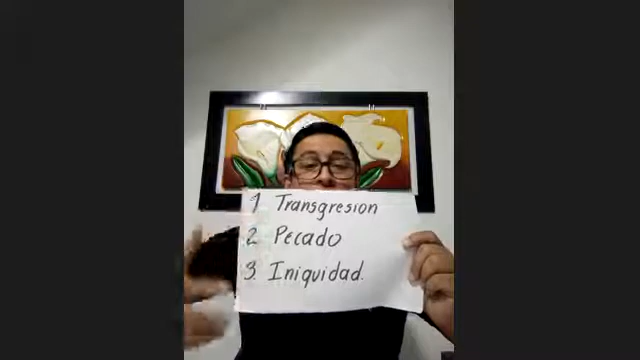 1 Transgresion
2. Pecado
3. Iniquidad.